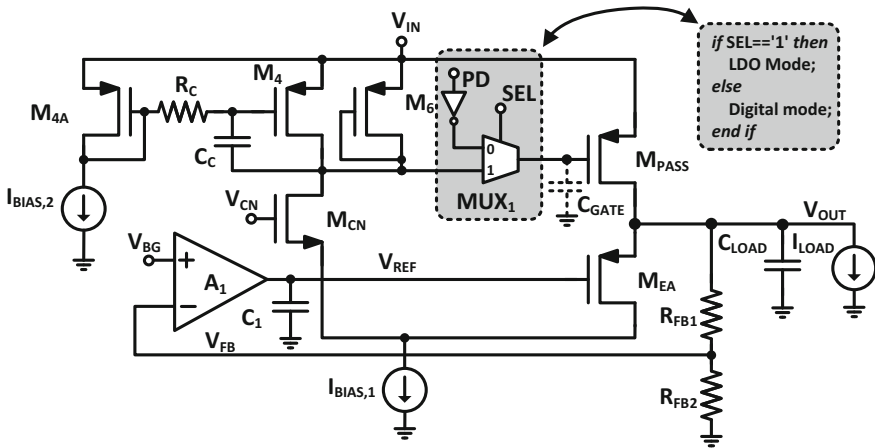 V_IN
if SEL=='1' then
LDO Mode;
else
Digital mode;
end if
M_4A
R_C
M_4
M_6
PD
SEL
0
1
MUX_1
C_C
M_PASS
C_GATE
I_BIAS,2
V_CN
M_CN
V_OUT
C_LOAD
I_LOAD
V_BG
+
A_1
−
V_REF
M_EA
C_1
R_FB1
V_FB
I_BIAS,1
R_FB2